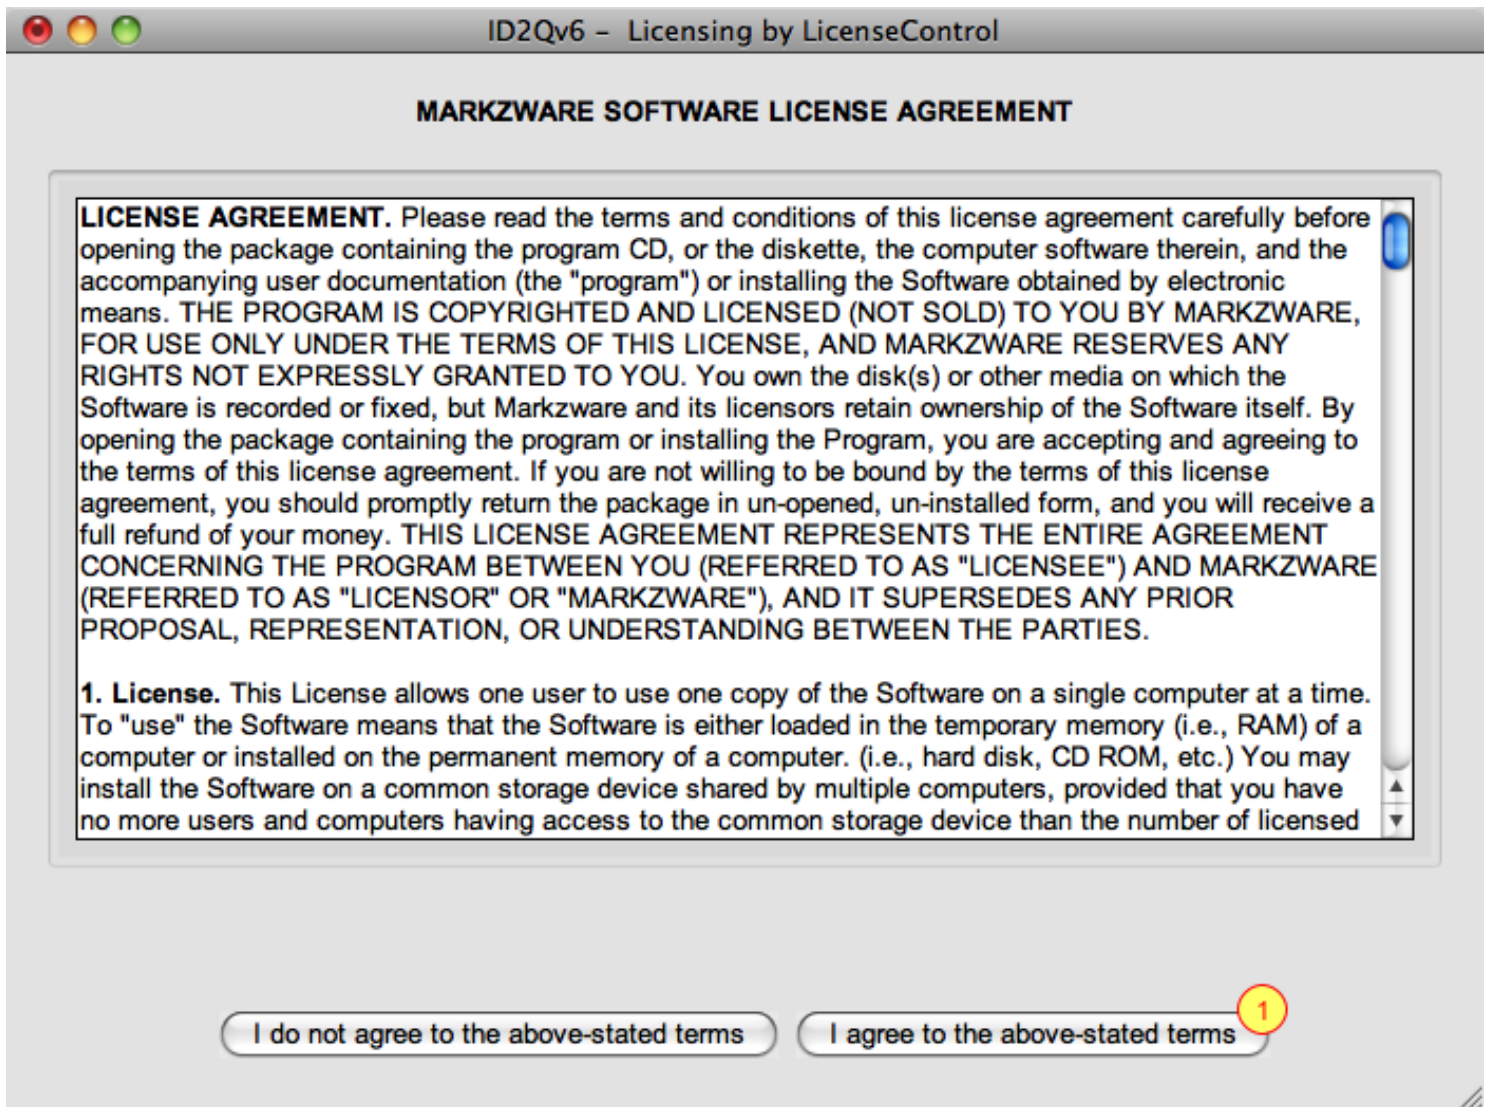 ID2Qv6 – Licensing by LicenseControl
MARKZWARE SOFTWARE LICENSE AGREEMENT
LICENSE AGREEMENT. Please read the terms and conditions of this license agreement carefully before
opening the package containing the program CD, or the diskette, the computer software therein, and the
accompanying user documentation (the "program") or installing the Software obtained by electronic
means. THE PROGRAM IS COPYRIGHTED AND LICENSED (NOT SOLD) TO YOU BY MARKZWARE,
FOR USE ONLY UNDER THE TERMS OF THIS LICENSE, AND MARKZWARE RESERVES ANY
RIGHTS NOT EXPRESSLY GRANTED TO YOU. You own the disk(s) or other media on which the
Software is recorded or fixed, but Markzware and its licensors retain ownership of the Software itself. By
opening the package containing the program or installing the Program, you are accepting and agreeing to
the terms of this license agreement. If you are not willing to be bound by the terms of this license
agreement, you should promptly return the package in un-opened, un-installed form, and you will receive a
full refund of your money. THIS LICENSE AGREEMENT REPRESENTS THE ENTIRE AGREEMENT
CONCERNING THE PROGRAM BETWEEN YOU (REFERRED TO AS "LICENSEE") AND MARKZWARE
(REFERRED TO AS "LICENSOR" OR "MARKZWARE"), AND IT SUPERSEDES ANY PRIOR
PROPOSAL, REPRESENTATION, OR UNDERSTANDING BETWEEN THE PARTIES.
1. License. This License allows one user to use one copy of the Software on a single computer at a time.
To "use" the Software means that the Software is either loaded in the temporary memory (i.e., RAM) of a
computer or installed on the permanent memory of a computer. (i.e., hard disk, CD ROM, etc.) You may
install the Software on a common storage device shared by multiple computers, provided that you have
no more users and computers having access to the common storage device than the number of licensed
I do not agree to the above-stated terms
I agree to the above-stated terms
1